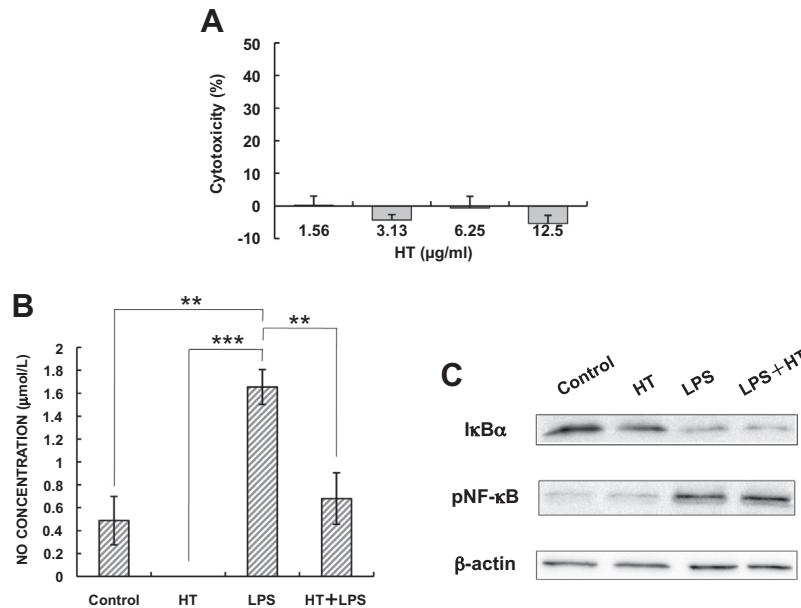 A
50
40
30
20
10
0
-10
Cytotoxicity (%)
1.56 3.13 6.25 12.5
HT (μg/ml)
B
** 
*** **
2
1.8
1.6
1.4
1.2
1
0.8
0.6
0.4
0.2
0
NO CONCENTRATION (μmol/L)
Control HT LPS HT+LPS
C
Control HT LPS LPS+HT
IκBα
pNF-κB
β-actin